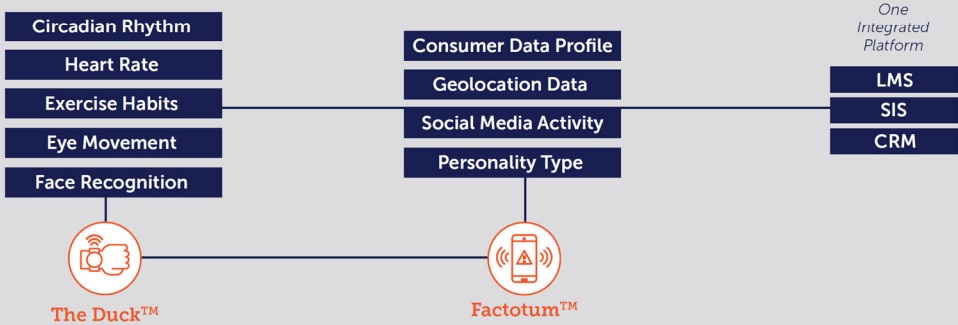 Circadian Rhythm
Heart Rate
Exercise Habits
Eye Movement
Face Recognition
The Duck™
Consumer Data Profile
Geolocation Data
Social Media Activity
Personality Type
Factotum™
One
Integrated
Platform
LMS
SIS
CRM